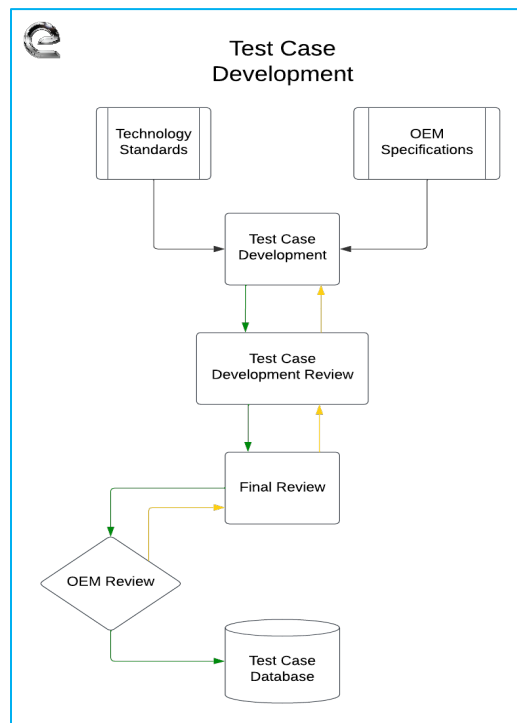 Test Case
Development
Technology
Standards
OEM
Specifications
Test Case
Development
Test Case
Development Review
Final Review
OEM Review
Test Case
Database